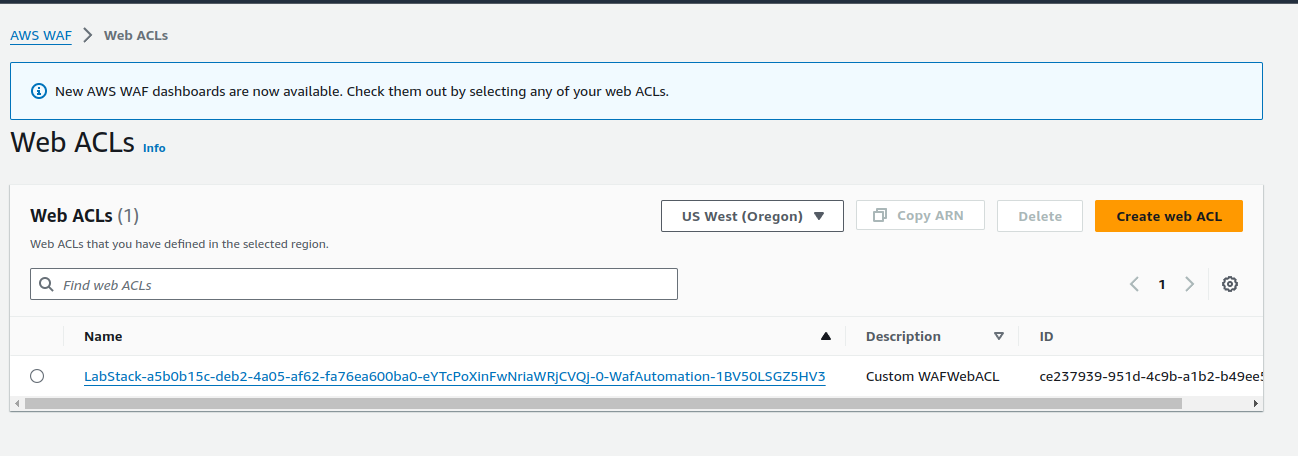 AWS WAF > Web ACLs
New AWS WAF dashboards are now available. Check them out by selecting any of your web ACLs.
Web ACLs Info
Web ACLs (1) US West (Oregon) Copy ARN Delete Create web ACL
Web ACLs that you have defined in the selected region.
Find web ACLs 1
Name Description ID
LabStack-a5b0b15c-deb2-4a05-af62-fa76ea600ba0-eYTcPoXinFwNriaWRjCVQJ-0-WafAutomation-1BV50LSGZ5HV3 Custom WAFWebACL ce237939-951d-4c9b-a1b2-b49ee5